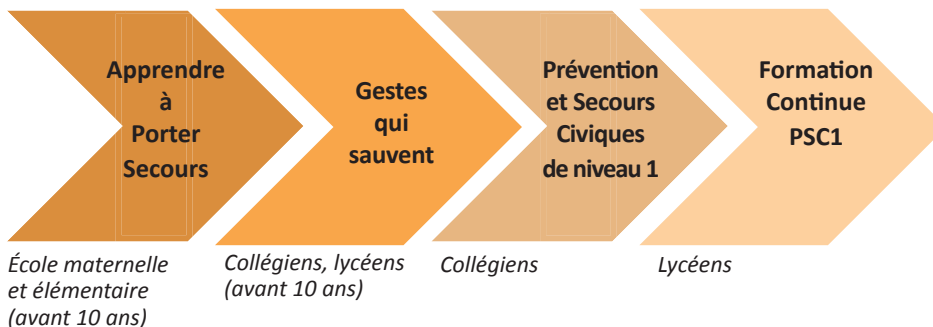 Apprendre
à
Porter
Secours
Gestes
qui
sauvent
Prévention
et Secours
Civiques
de niveau 1
Formation
Continue
PSC1
École maternelle
et élémentaire
(avant 10 ans)
Collégiens, lycéens
(avant 10 ans)
Collégiens
Lycéens